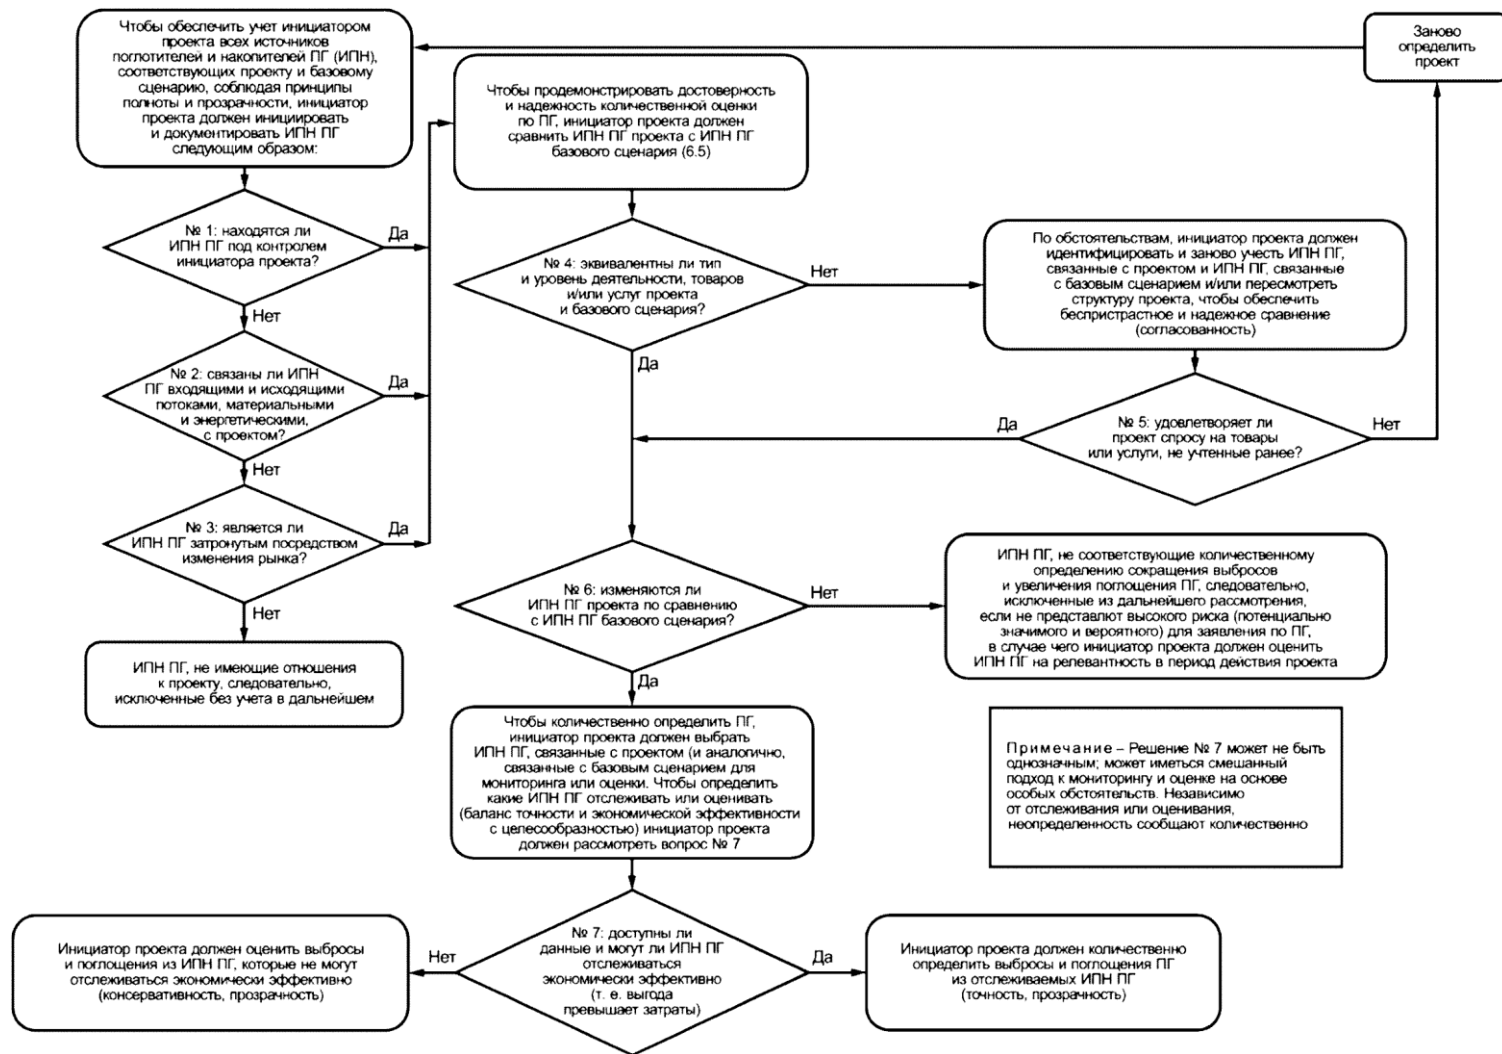 Чтобы обеспечить учет инициатором
проекта всех источников
поглотителей и накопителей ПГ (ИПН),
соответствующих проекту и базовому
сценарию, соблюдая принципы
полноты и прозрачности, инициатор
проекта должен инициировать
и документировать ИПН ПГ
следующим образом:
№ 1: находятся ли
ИПН ПГ под контролем
инициатора проекта?
Да
Нет
№ 2: связаны ли ИПН
ПГ входящими и исходящими
потоками, материальными
и энергетическими,
с проектом?
Да
Нет
№ 3: является ли
ИПН ПГ затронутым посредством
изменения рынка?
Да
Нет
ИПН ПГ, не имеющие отношения
к проекту, следовательно,
исключенные без учета в дальнейшем
Чтобы продемонстрировать достоверность
и надежность количественной оценки
по ПГ, инициатор проекта должен
сравнить ИПН ПГ проекта с ИПН ПГ
базового сценария (6.5)
№ 4: эквивалентны ли тип
и уровень деятельности, товаров
и/или услуг проекта
и базового сценария?
Нет
Да
По обстоятельствам, инициатор проекта должен
идентифицировать и заново учесть ИПН ПГ,
связанные с проектом и ИПН ПГ, связанные
с базовым сценарием и/или пересмотреть
структуру проекта, чтобы обеспечить
беспристрастное и надежное сравнение
(согласованность)
№ 5: удовлетворяет ли
проект спросу на товары
или услуги, не учтенные ранее?
Да
Нет
Заново
определить
проект
№ 6: изменяются ли
ИПН ПГ проекта по сравнению
с ИПН ПГ базового сценария?
Нет
Да
ИПН ПГ, не соответствующие количественному
определению сокращения выбросов
и увеличения поглощения ПГ, следовательно,
исключенные из дальнейшего рассмотрения,
если не представлют высокого риска (потенциально
значимого и вероятного) для заявления по ПГ,
в случае чего инициатор проекта должен оценить
ИПН ПГ на релевантность в период действия проекта
Чтобы количественно определить ПГ,
инициатор проекта должен выбрать
ИПН ПГ, связанные с проектом (и аналогично,
связанные с базовым сценарием для
мониторинга или оценки. Чтобы определить
какие ИПН ПГ отслеживать или оценивать
(баланс точности и экономической эффективности
с целесообразностью) инициатор проекта
должен рассмотреть вопрос № 7
Примечание – Решение № 7 может не быть
однозначным; может иметься смешанный
подход к мониторингу и оценке на основе
особых обстоятельств. Независимо
от отслеживания или оценивания,
неопределенность сообщают количественно
№ 7: доступны ли
данные и могут ли ИПН ПГ
отслеживаться
экономически эффективно
(т. е. выгода
превышает затраты)
Нет
Да
Инициатор проекта должен оценить выбросы
и поглощения из ИПН ПГ, которые не могут
отслеживаться экономически эффективно
(консервативность, прозрачность)
Инициатор проекта должен количественно
определить выбросы и поглощения ПГ
из отслеживаемых ИПН ПГ
(точность, прозрачность)